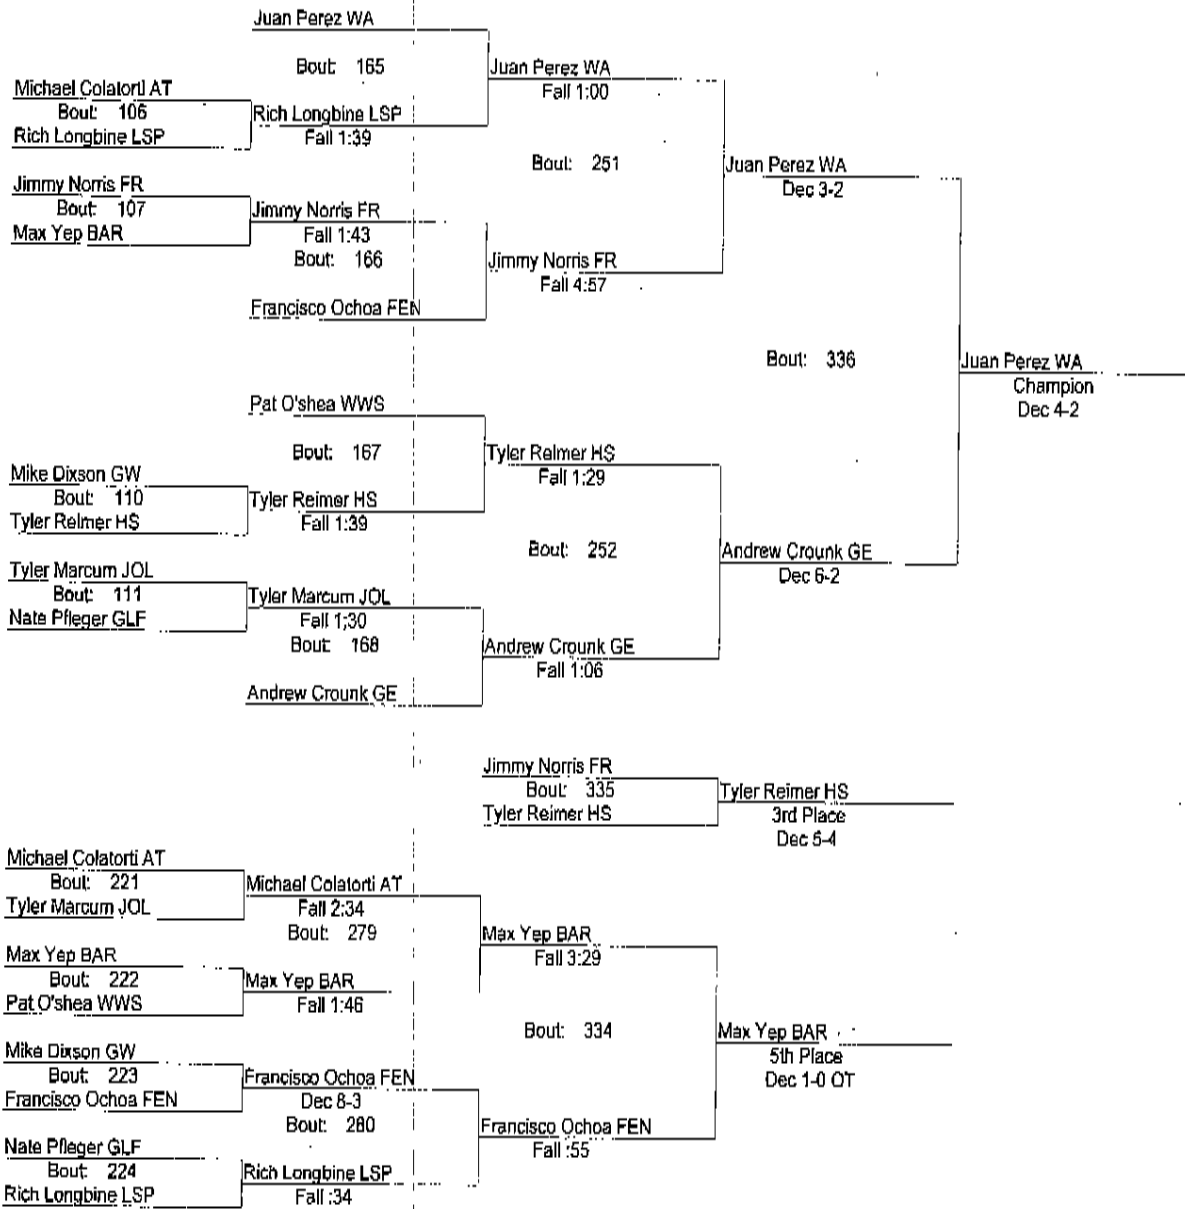 Juan Perez WA
Bout: 165
Juan Perez WA
Fall 1:00
Michael Colatorti AT
Bout: 106
Rich Longbine LSP
Rich Longbine LSP
Fall 1:39
Bout: 251
Juan Perez WA
Dec 3-2
Jimmy Norris FR
Bout: 107
Max Yep BAR
Jimmy Norris FR
Fall 1:43
Bout: 166
Jimmy Norris FR
Fall 4:57
Francisco Ochoa FEN
Bout: 336
Juan Perez WA
Champion
Dec 4-2
Pat O'shea WWS
Bout: 167
Tyler Relmer HS
Fall 1:29
Mike Dixson GW
Bout: 110
Tyler Relmer HS
Tyler Reimer HS
Fall 1:39
Bout: 252
Andrew Crounk GE
Dec 6-2
Tyler Marcum JOL
Bout: 111
Nate Pfleger GLF
Tyler Marcum JOL
Fall 1;30
Bout: 168
Andrew Crounk GE
Fall 1:06
Andrew Crounk GE
Jimmy Norris FR
Bout: 335
Tyler Reimer HS
Tyler Reimer HS
3rd Place
Dec 5-4
Michael Colatorti AT
Bout: 221
Tyler Marcum JOL
Michael Colatorti AT
Fall 2:34
Bout: 279
Max Yep BAR
Fall 3:29
Max Yep BAR
Bout: 222
Pat O'shea WWS
Max Yep BAR
Fall 1:46
Bout: 334
Max Yep BAR
5th Place
Dec 1-0 OT
Mike Dixson GW
Bout: 223
Francisco Ochoa FEN
Francisco Ochoa FEN
Dec 8-3
Bout: 280
Francisco Ochoa FEN
Fall :55
Nate Pfleger GLF
Bout: 224
Rich Longbine LSP
Rich Longbine LSP
Fall :34